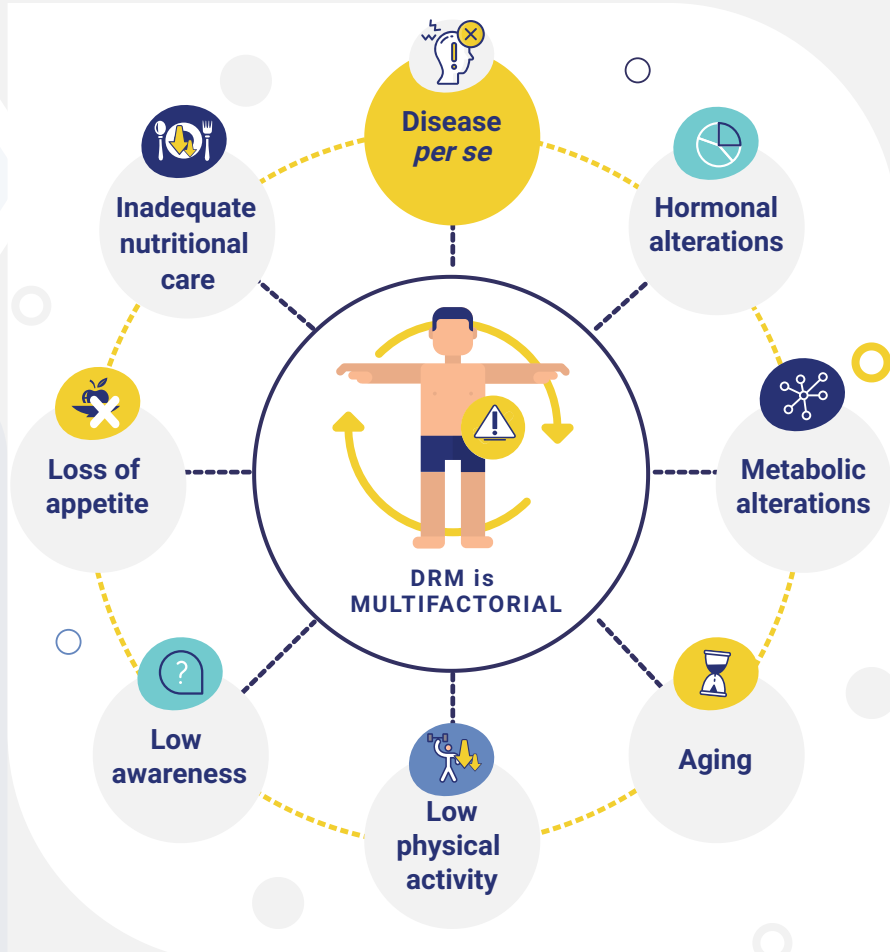 Disease
per se
Hormonal
alterations
Metabolic
alterations
Aging
Low
physical
activity
Low
awareness
Loss of
appetite
Inadequate
nutritional
care
DRM is
MULTIFACTORIAL
?